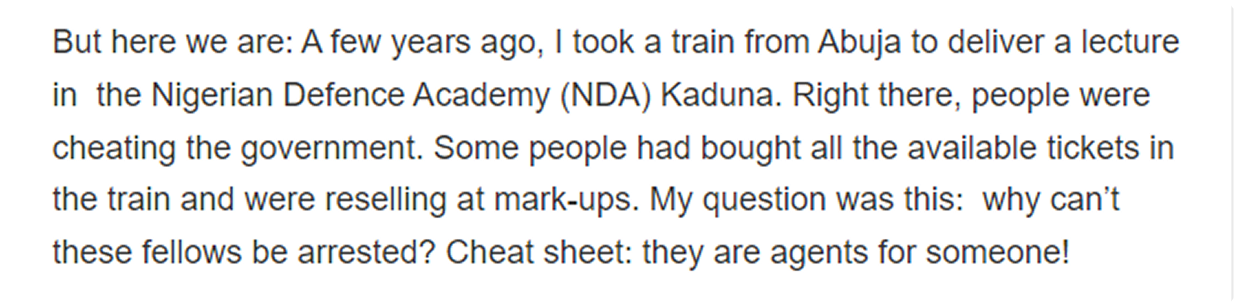 But here we are: A few years ago, I took a train from Abuja to deliver a lecture
in  the Nigerian Defence Academy (NDA) Kaduna. Right there, people were
cheating the government. Some people had bought all the available tickets in
the train and were reselling at mark-ups. My question was this:  why can’t
these fellows be arrested? Cheat sheet: they are agents for someone!